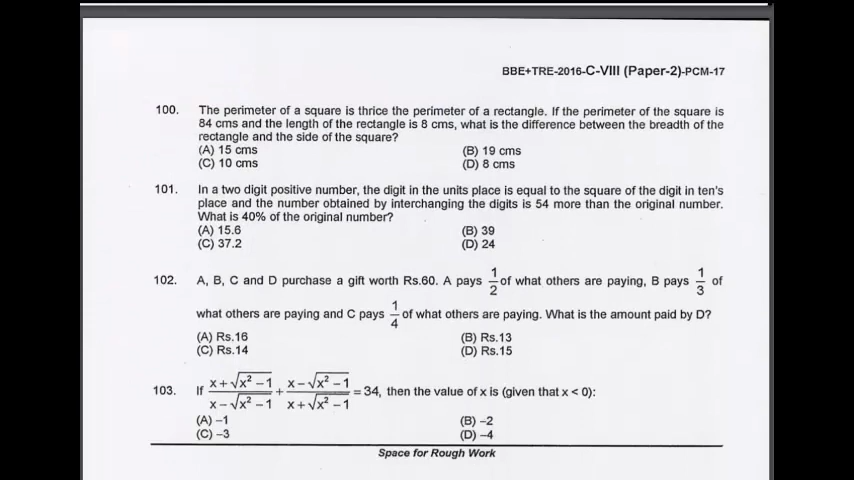 BBE+TRE-2016-C-VIII (Paper-2)-PCM-17
100. The perimeter of a square is thrice the perimeter of a rectangle. If the perimeter of the square is
84 cms and the length of the rectangle is 8 cms, what is the difference between the breadth of the
rectangle and the side of the square?
(A) 15 cms (B) 19 cms
(C) 10 cms (D) 8 cms
101. In a two digit positive number, the digit in the units place is equal to the square of the digit in ten's
place and the number obtained by interchanging the digits is 54 more than the original number.
What is 40% of the original number?
(A) 15.6 (B) 39
(C) 37.2 (D) 24
102. A, B, C and D purchase a gift worth Rs.60. A pays 1/2 of what others are paying, B pays 1/3 of
what others are paying and C pays 1/4 of what others are paying. What is the amount paid by D?
(A) Rs.16 (B) Rs.13
(C) Rs.14 (D) Rs.15
103. If (x+√(x²−1))/(x−√(x²−1)) + (x−√(x²−1))/(x+√(x²−1)) = 34, then the value of x is (given that x < 0):
(A) –1 (B) –2
(C) –3 (D) –4
Space for Rough Work